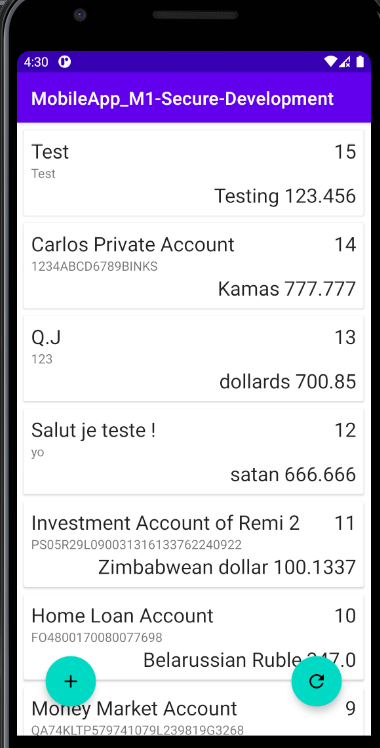 4:30
MobileApp_M1-Secure-Development
Test 15
Test
Testing 123.456
Carlos Private Account 14
1234ABCD6789BINKS
Kamas 777.777
Q.J 13
123
dollards 700.85
Salut je teste ! 12
yo
satan 666.666
Investment Account of Remi 2 11
PS05R29L090031316133762240922
Zimbabwean dollar 100.1337
Home Loan Account 10
FO4800170080077698
Belarussian Ruble 47.0
Money Market Account 9
QA74KLTP579741079L239819G3268